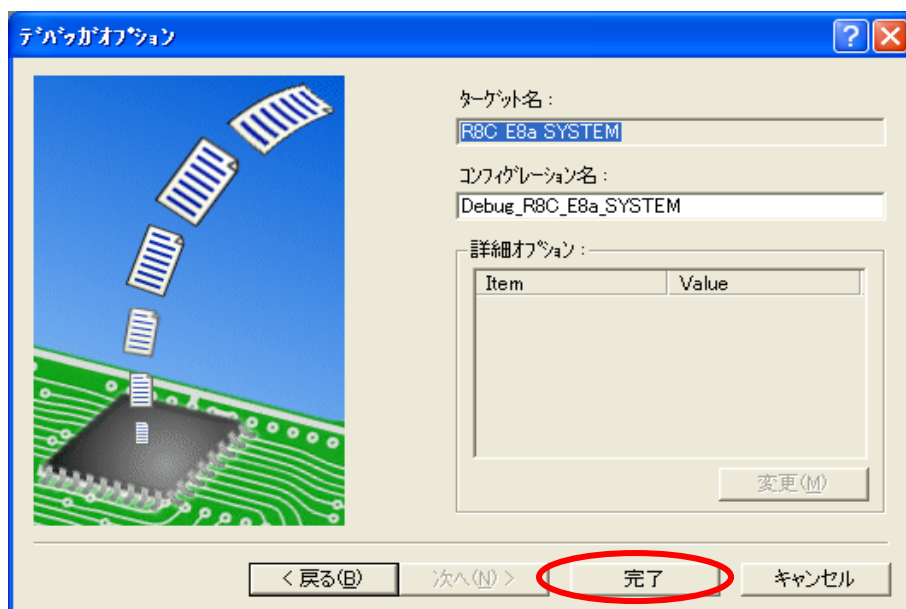 デバッガオプション
ターゲット名 :
R8C E8a SYSTEM
コンフィグレーション名 :
Debug_R8C_E8a_SYSTEM
詳細オプション :
Item Value
変更(M)
< 戻る(B) 次へ(N) > 完了 キャンセル